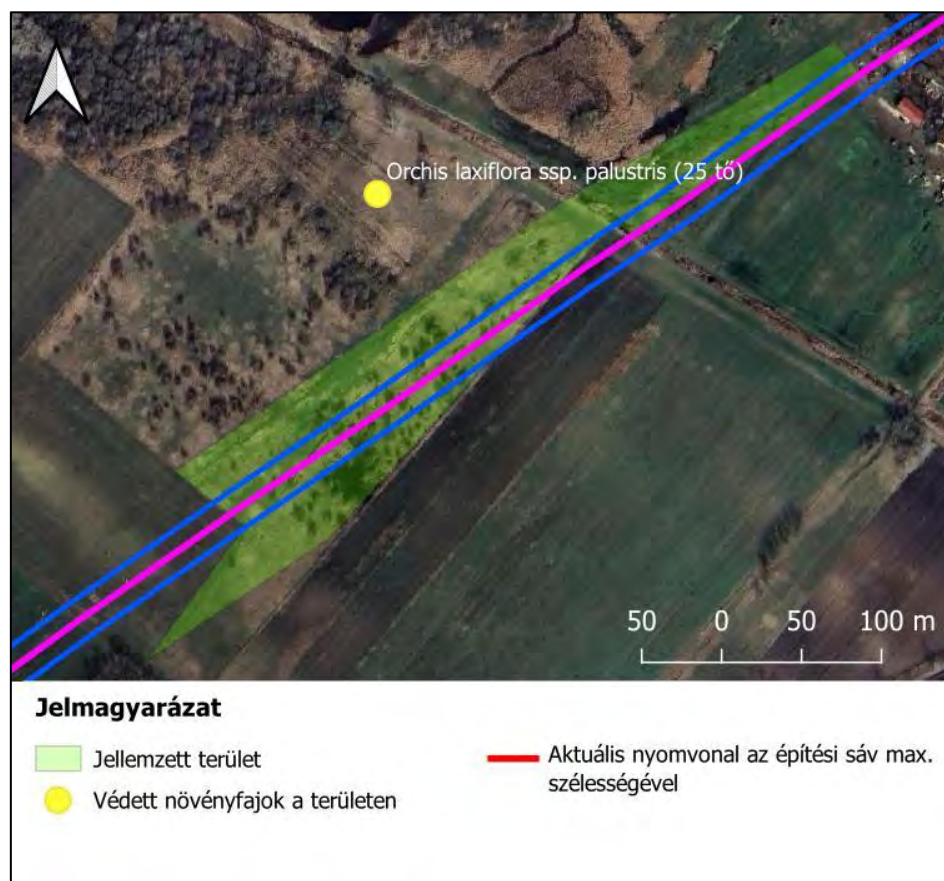 Orchis laxiflora ssp. palustris (25 tő)
50 0 50 100 m
Jelmagyarázat
Jellemzett terület
Védett növényfajok a területen
Aktuális nyomvonal az építési sáv max.
szélességével